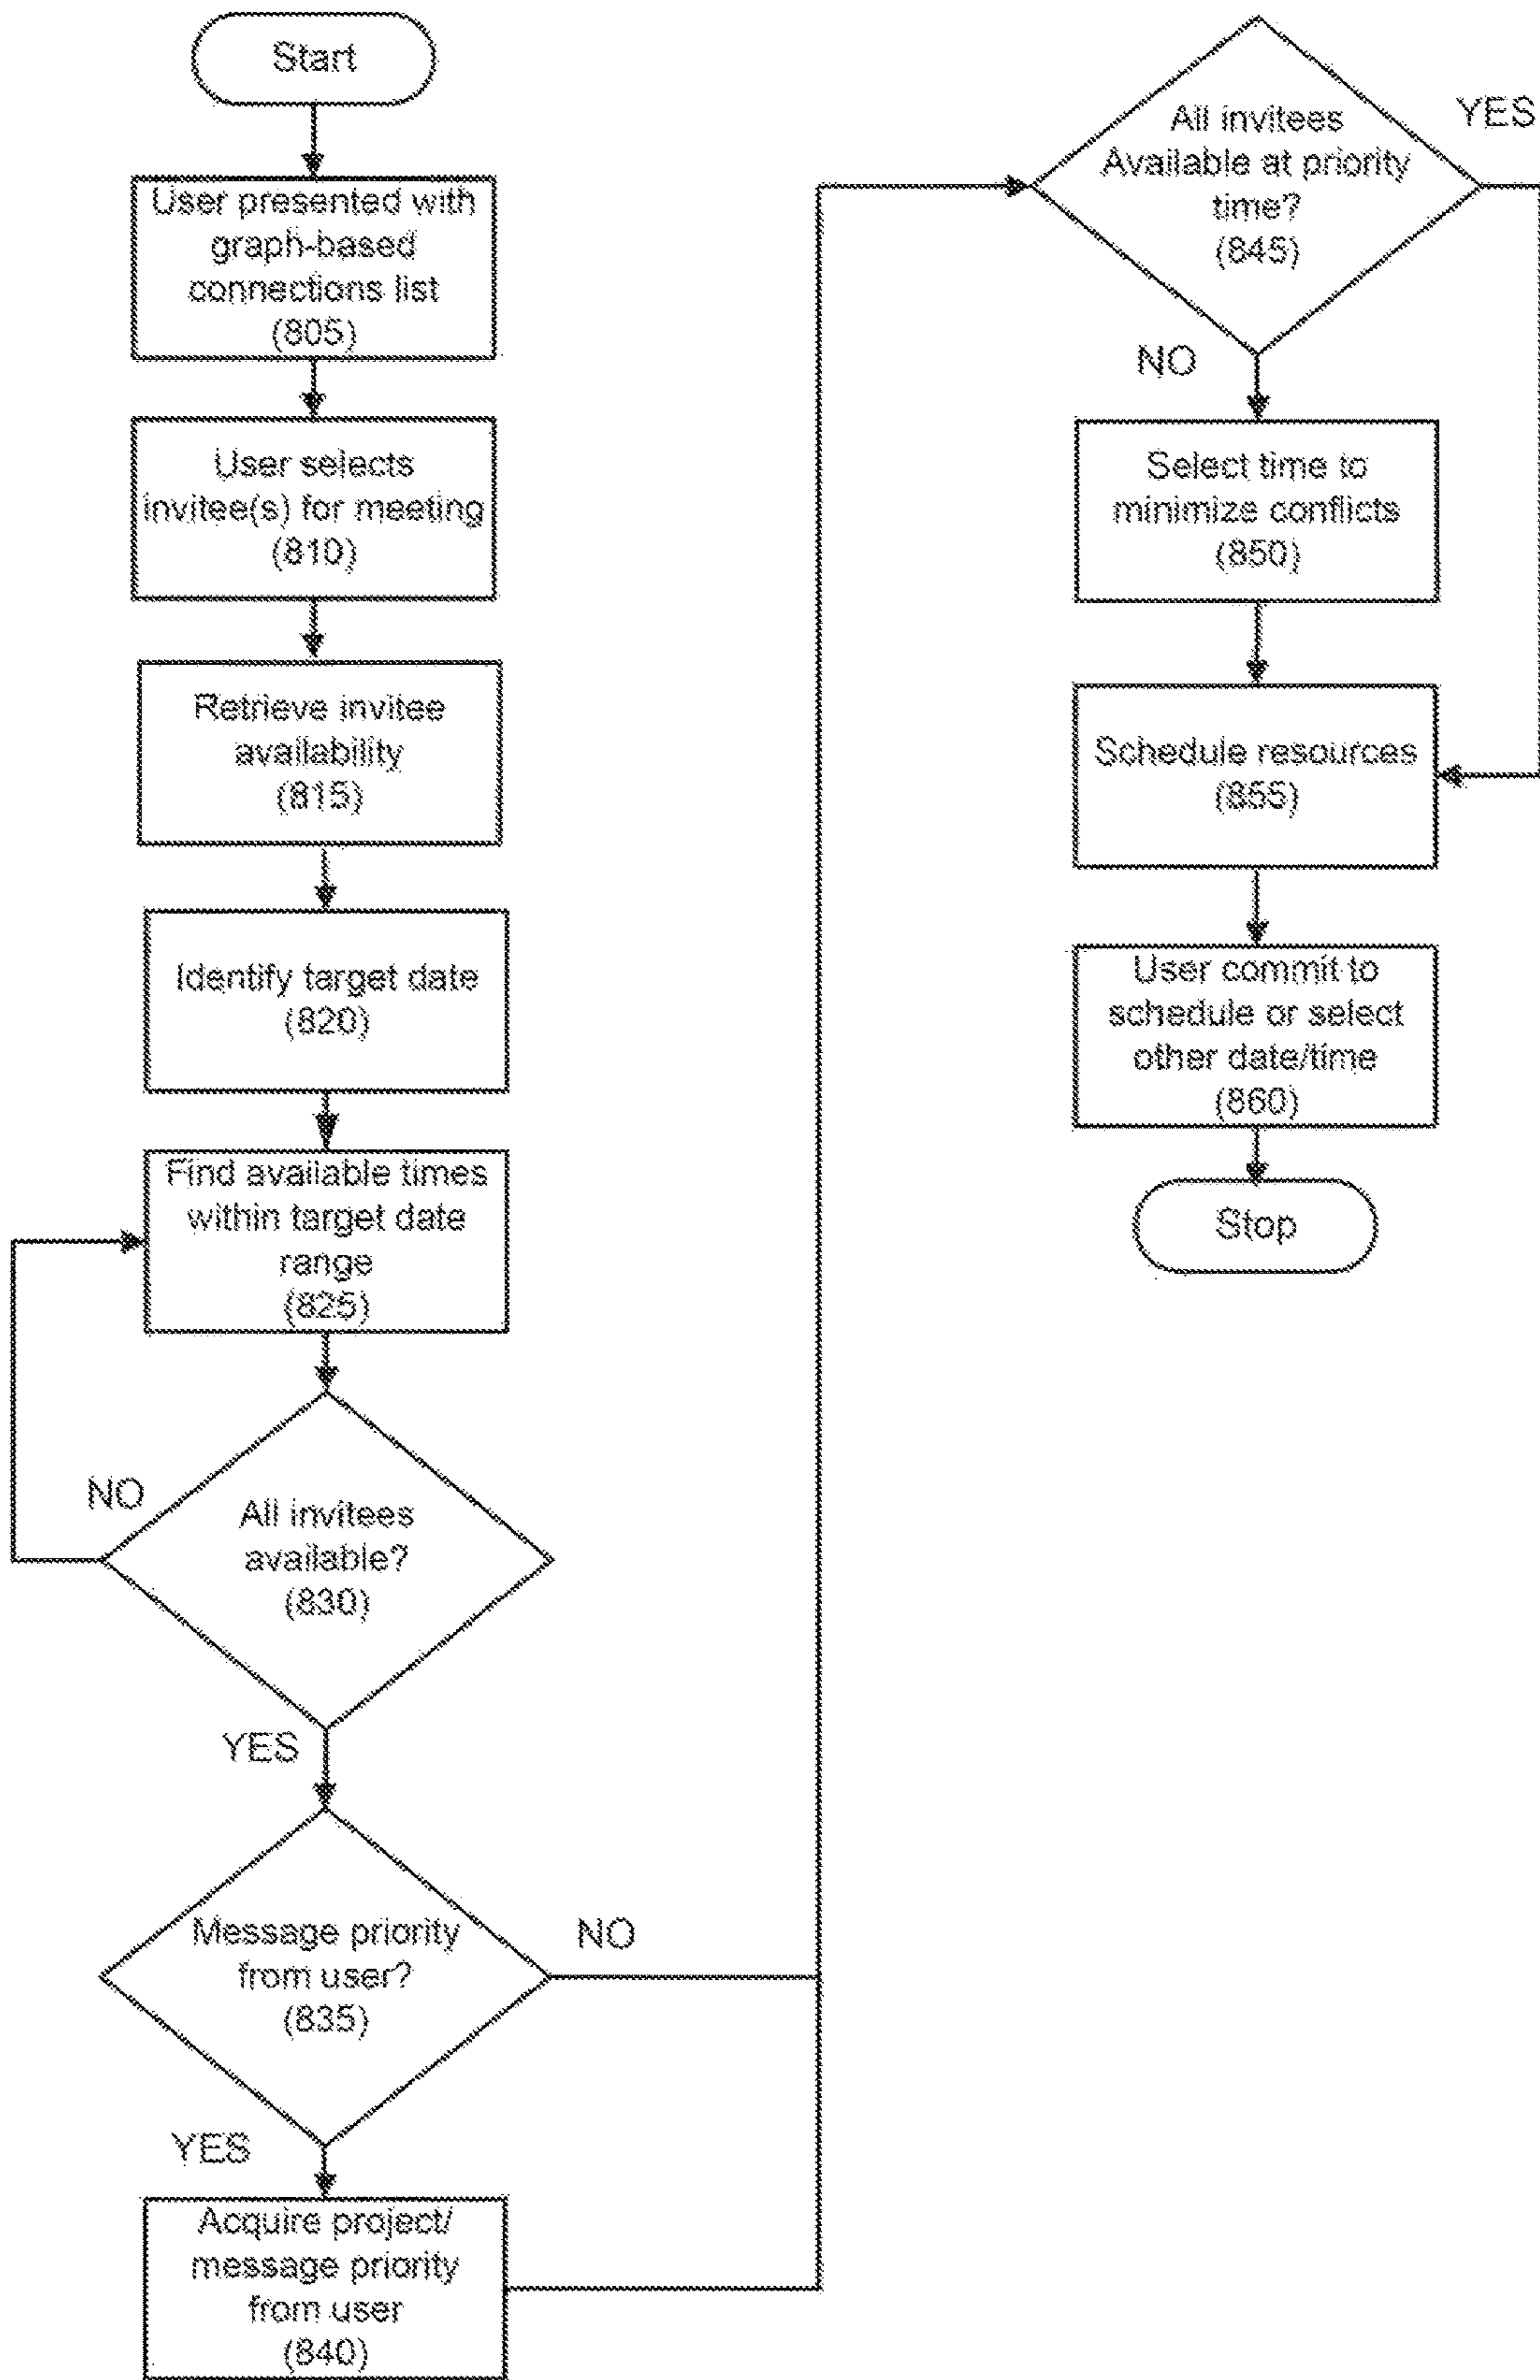 Start
User presented with
graph-based
connections list
(805)
User selects
invitee(s) for meeting
(810)
Retrieve invitee
availability
(815)
Identify target date
(820)
Find available times
within target date
range
(825)
NO
All invitees
available?
(830)
YES
Message priority
from user?
(835)
NO
YES
Acquire project/
message priority
from user
(840)
All invitees
Available at priority
time?
(845)
YES
NO
Select time to
minimize conflicts
(850)
Schedule resources
(855)
User commit to
schedule or select
other date/time
(860)
Stop